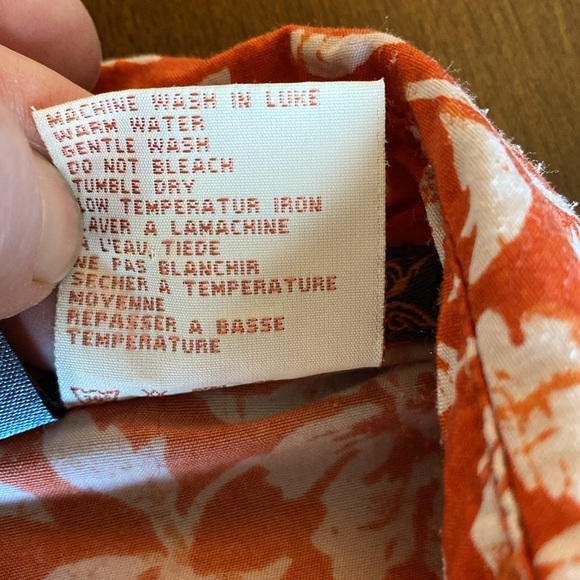 MACHINE WASH IN LUKE
WARM WATER
GENTLE WASH
DO NOT BLEACH
TUMBLE DRY
LOW TEMPERATUR IRON
LAVER A LAMACHINE
A L'EAU TIEDE
NE PAS BLANCHIR
SECHER A TEMPERATURE
MOYENNE
REPASSER A BASSE
TEMPERATURE